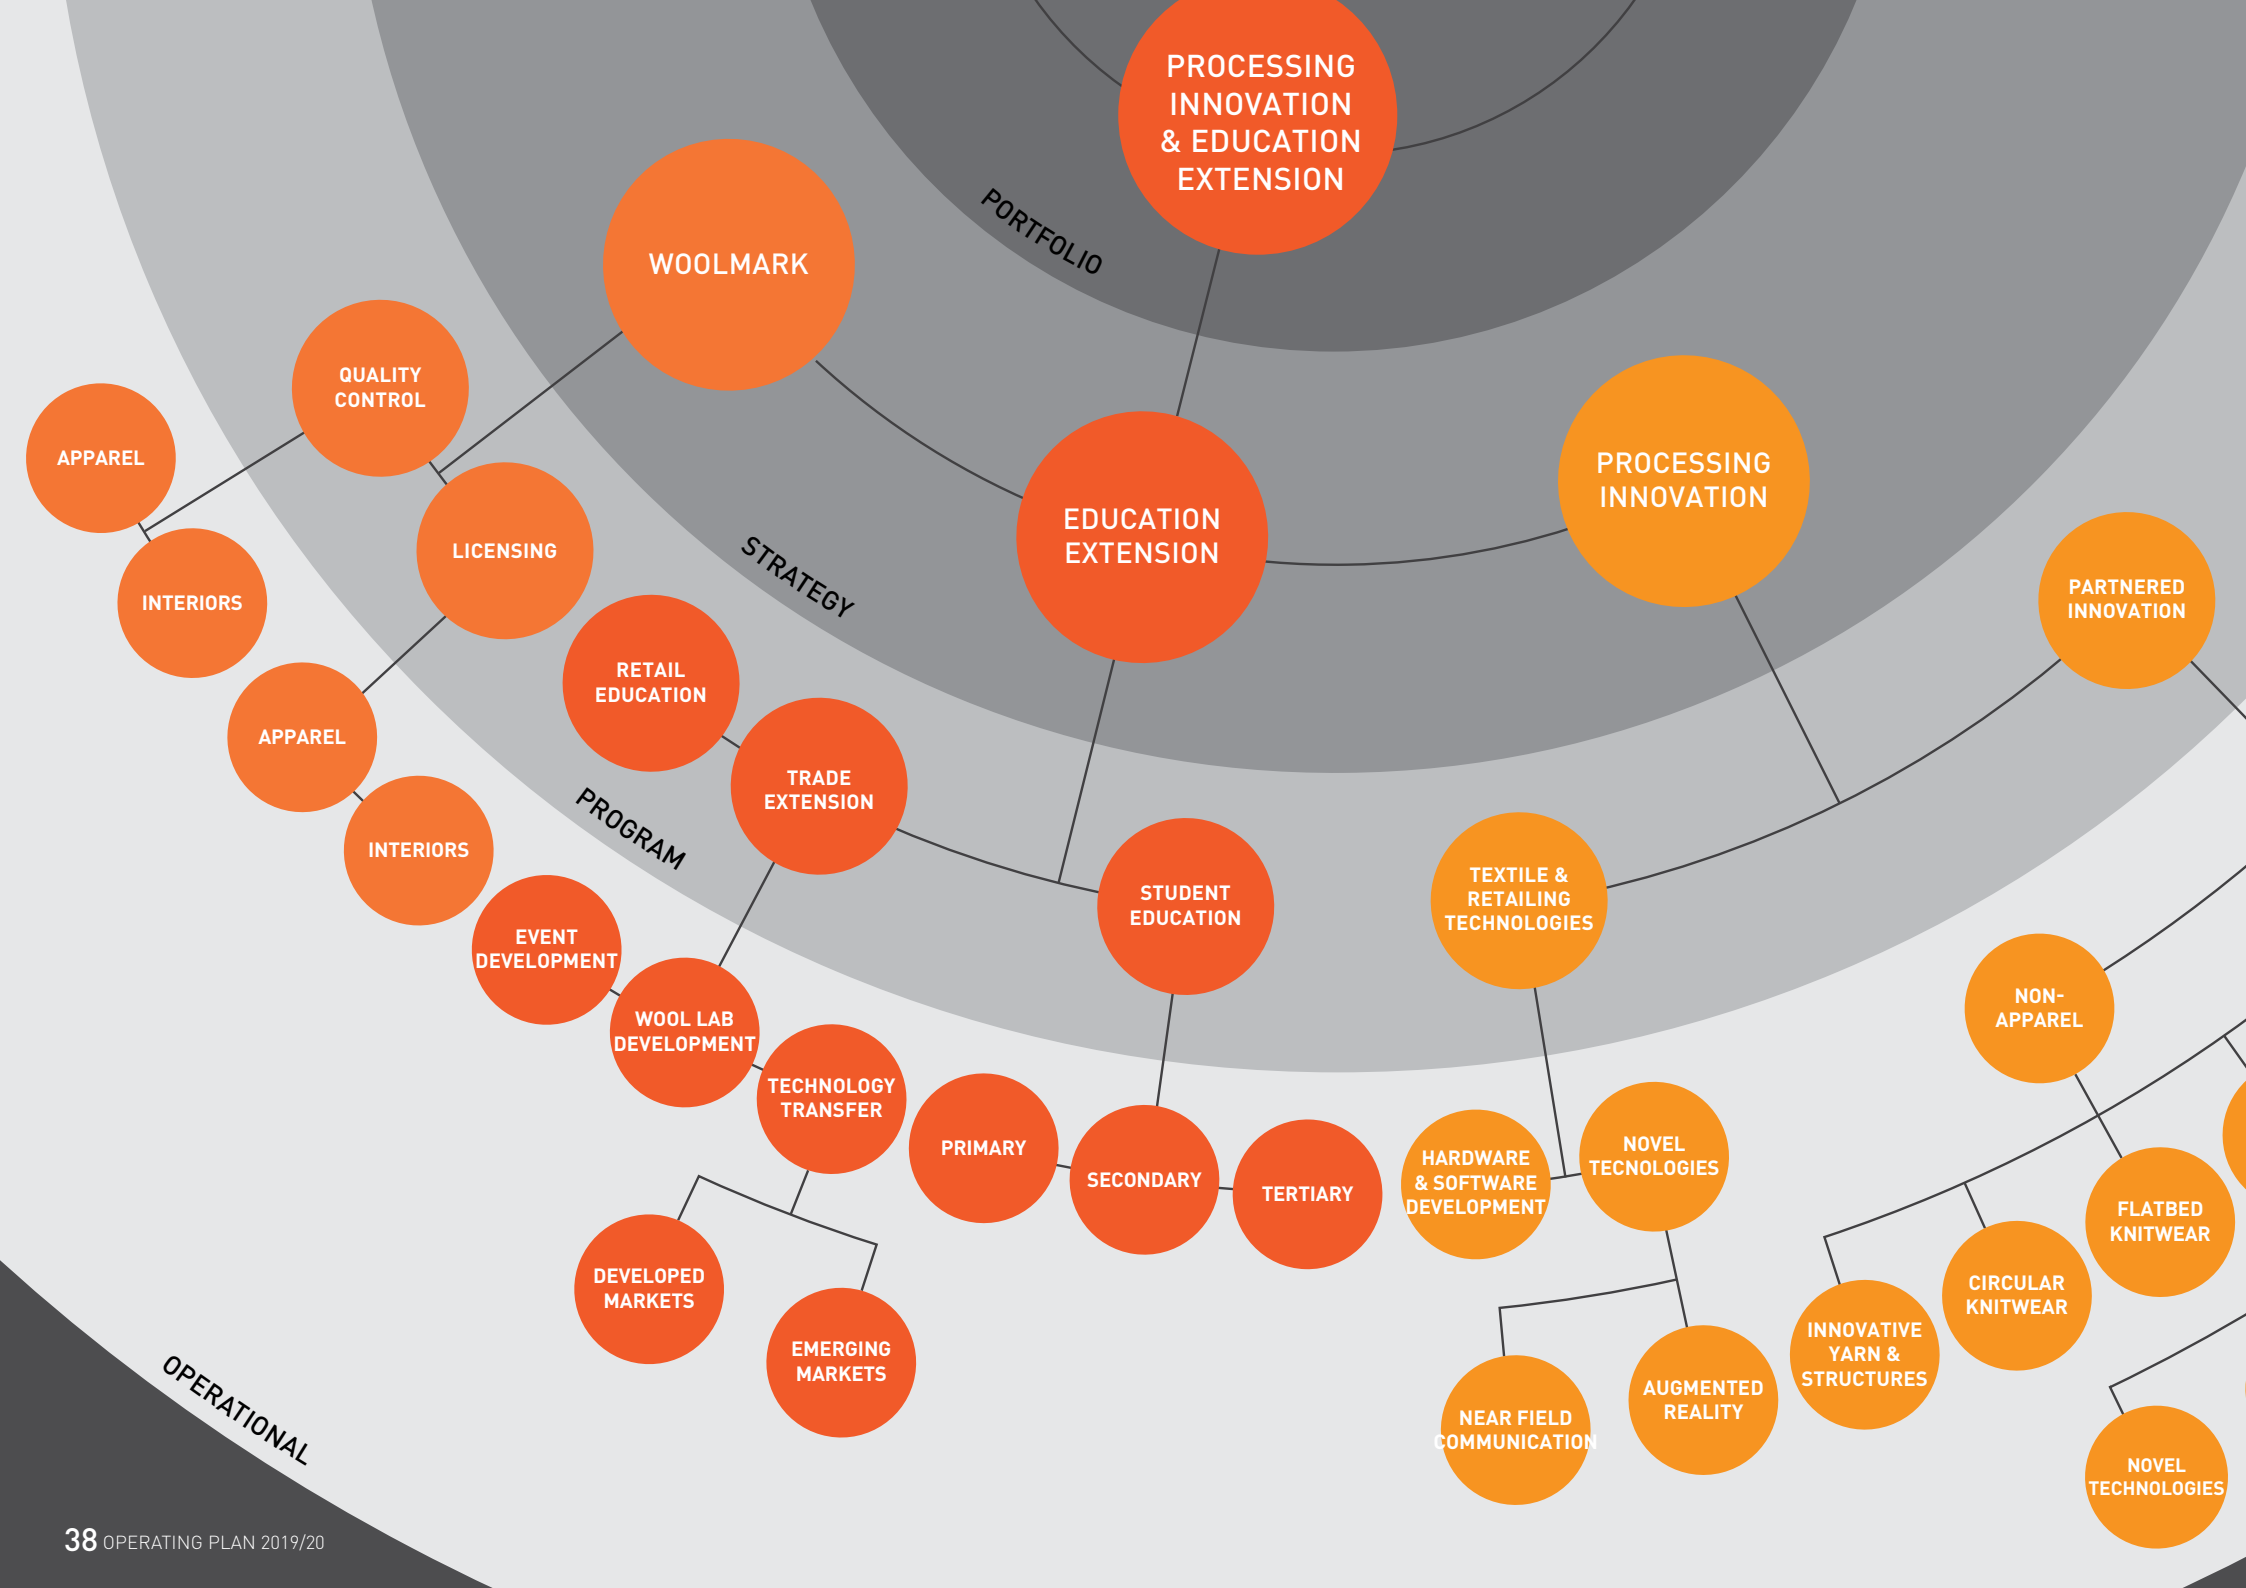 PROCESSING
INNOVATION
& EDUCATION
EXTENSION
PORTFOLIO
WOOLMARK
EDUCATION
EXTENSION
PROCESSING
INNOVATION
STRATEGY
QUALITY
CONTROL
LICENSING
RETAIL
EDUCATION
TRADE
EXTENSION
STUDENT
EDUCATION
TEXTILE &
RETAILING
TECHNOLOGIES
PARTNERED
INNOVATION
PROGRAM
APPAREL
INTERIORS
APPAREL
INTERIORS
EVENT
DEVELOPMENT
WOOL LAB
DEVELOPMENT
TECHNOLOGY
TRANSFER
PRIMARY
SECONDARY
TERTIARY
HARDWARE
& SOFTWARE
DEVELOPMENT
NOVEL
TECNOLOGIES
NON-
APPAREL
FLATBED
KNITWEAR
CIRCULAR
KNITWEAR
INNOVATIVE
YARN &
STRUCTURES
DEVELOPED
MARKETS
EMERGING
MARKETS
NEAR FIELD
COMMUNICATION
AUGMENTED
REALITY
NOVEL
TECHNOLOGIES
OPERATIONAL
38 OPERATING PLAN 2019/20